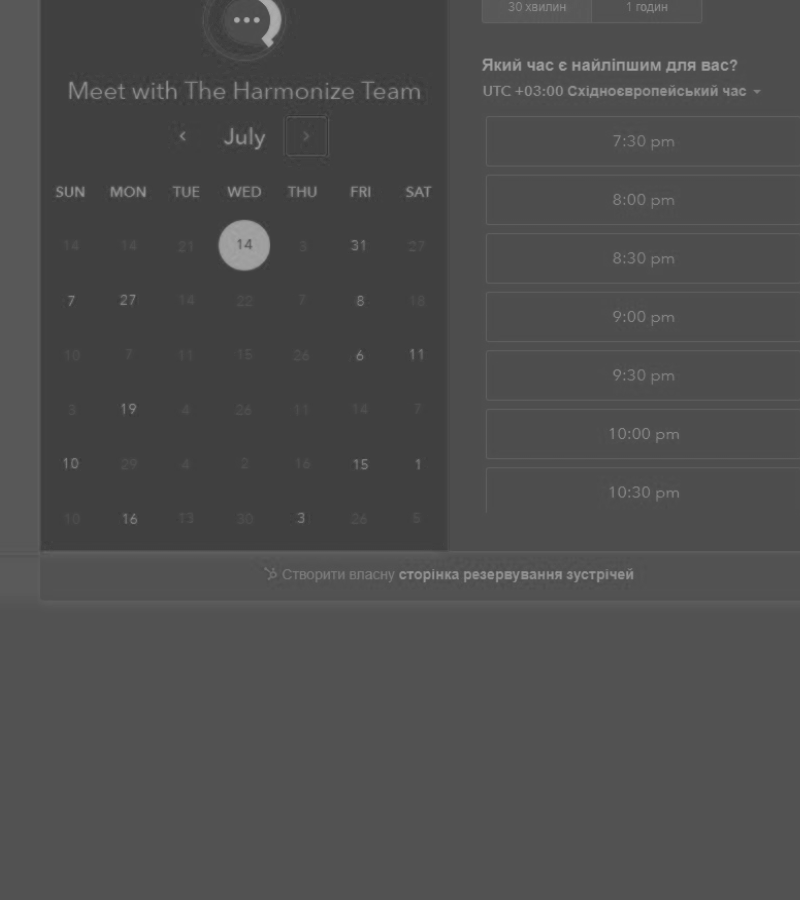 30 хвилин 1 годин
Meet with The Harmonize Team
July
SUN MON TUE WED THU FRI SAT
14 14 21 14 3 31 27
7 27 14 22 7 8 18
10 7 11 15 26 6 11
3 19 4 26 11 14 7
10 29 4 2 16 15 1
10 16 13 30 3 26 5
Який час є найліпшим для вас?
UTC +03:00 Східноєвропейський час
7:30 pm
8:00 pm
8:30 pm
9:00 pm
9:30 pm
10:00 pm
10:30 pm
Створити власну сторінка резервування зустрічей